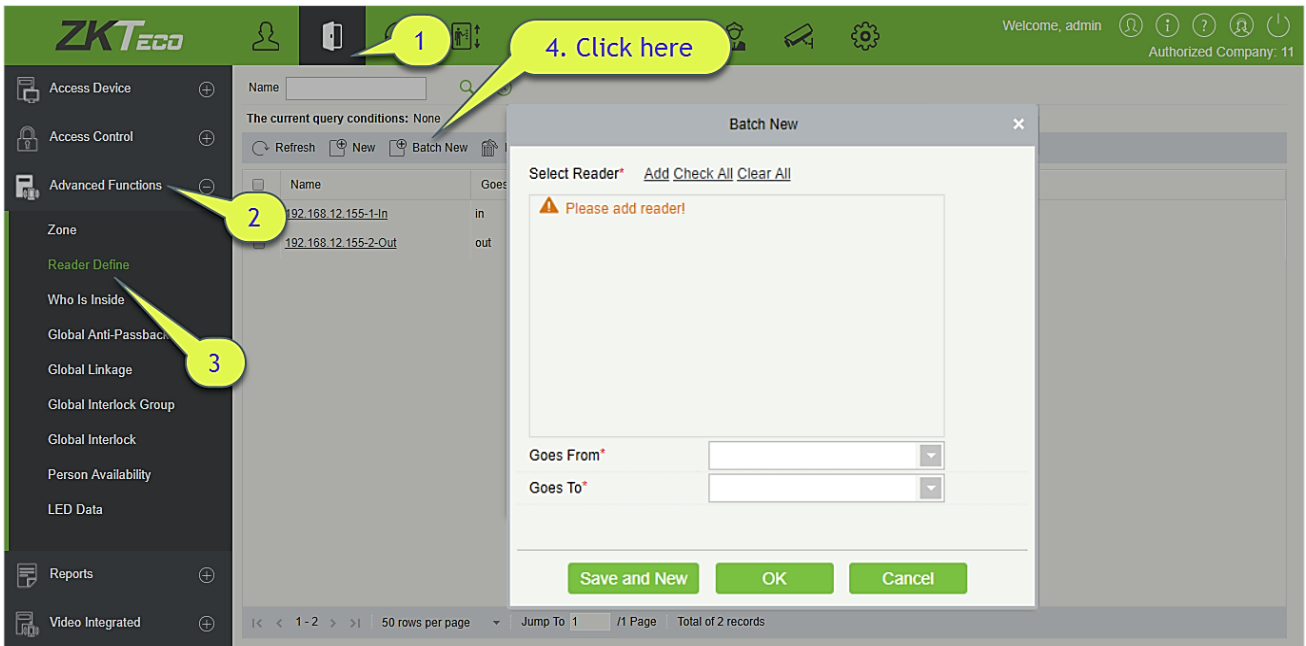 ZKTECO
1
4. Click here
Welcome, admin
Authorized Company: 11
Access Device
Access Control
Advanced Functions
2
Zone
Reader Define
Who Is Inside
Global Anti-Passback
3
Global Linkage
Global Interlock Group
Global Interlock
Person Availability
LED Data
Reports
Video Integrated
Name
The current query conditions: None
Refresh New Batch New
Name Goes
192.168.12.155-1-In in
192.168.12.155-2-Out out
Batch New
Select Reader* Add Check All Clear All
Please add reader!
Goes From*
Goes To*
Save and New OK Cancel
|< < 1 - 2 > >| 50 rows per page Jump To 1 /1 Page Total of 2 records